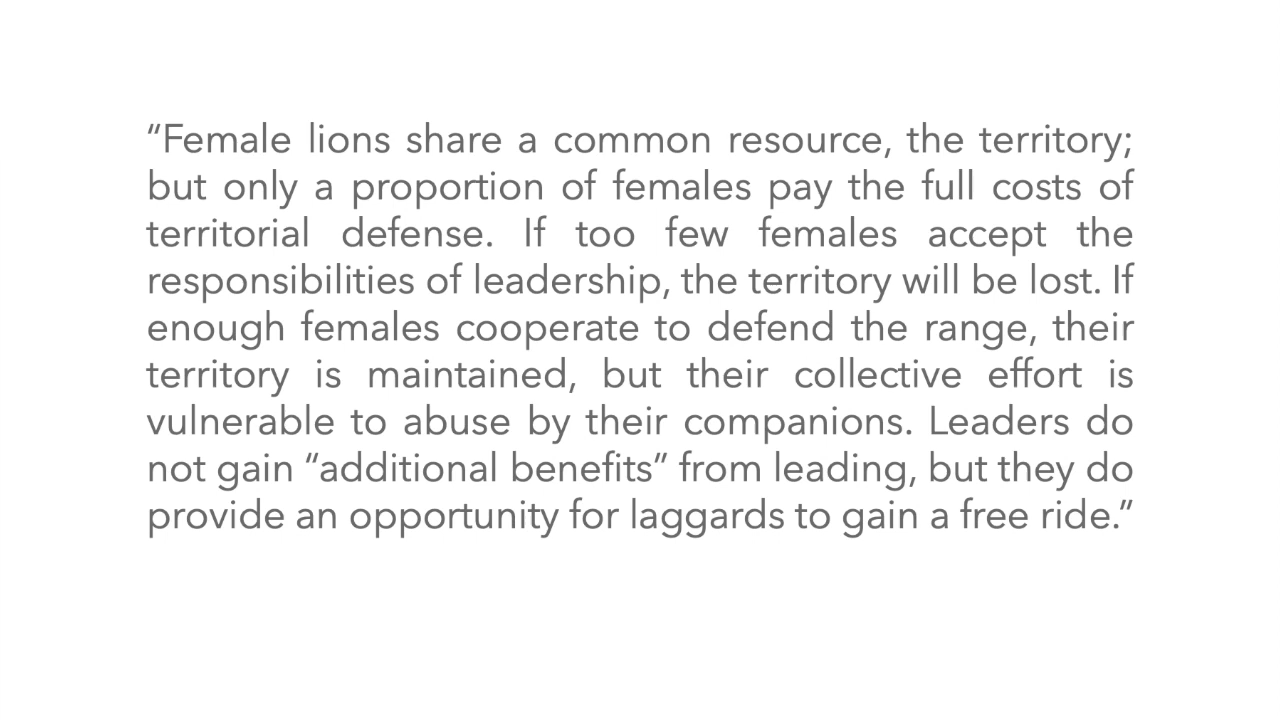 “Female lions share a common resource, the territory;
but only a proportion of females pay the full costs of
territorial defense. If too few females accept the
responsibilities of leadership, the territory will be lost. If
enough females cooperate to defend the range, their
territory is maintained, but their collective effort is
vulnerable to abuse by their companions. Leaders do
not gain “additional benefits” from leading, but they do
provide an opportunity for laggards to gain a free ride.”